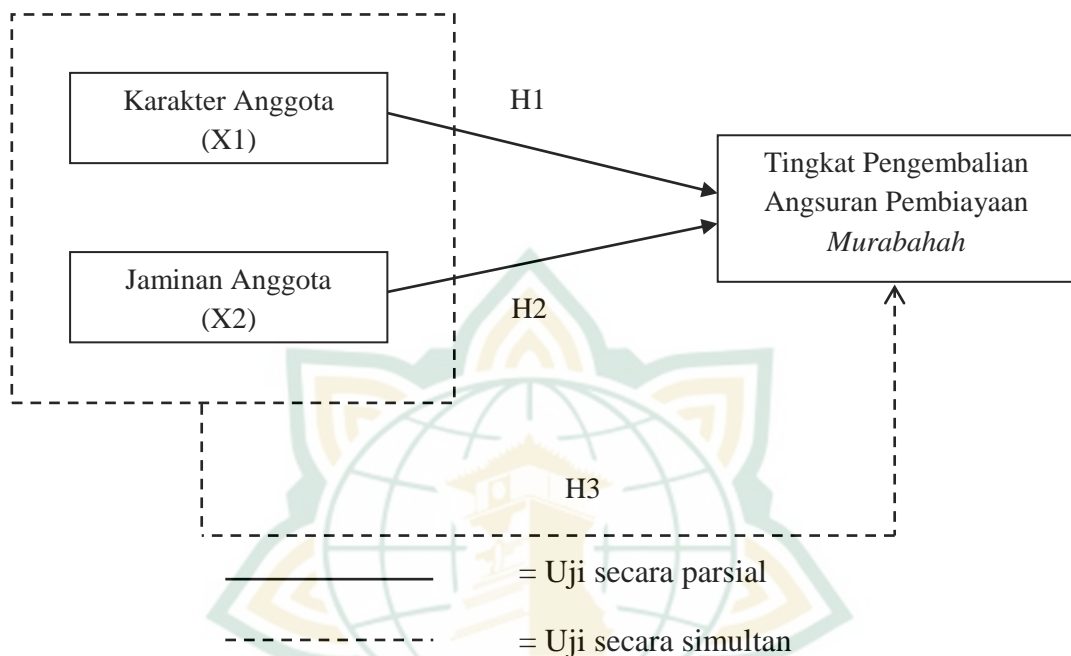 Karakter Anggota
(X1)
H1
Tingkat Pengembalian
Angsuran Pembiayaan
Murabahah
Jaminan Anggota
(X2)
H2
H3
= Uji secara parsial
= Uji secara simultan